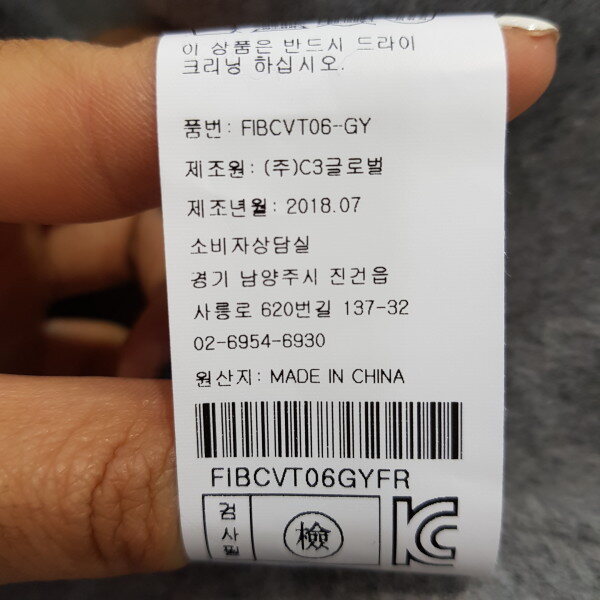 이 상품은 반드시 드라이
크리닝 하십시오.
품번: FIBCVT06-GY
제조원: (주)C3글로벌
제조년월: 2018.07
소비자상담실
경기 남양주시 진건읍
사릉로 620번길 137-32
02-6954-6930
원산지: MADE IN CHINA
FIBCVT06GYFR
검사필
檢
KC